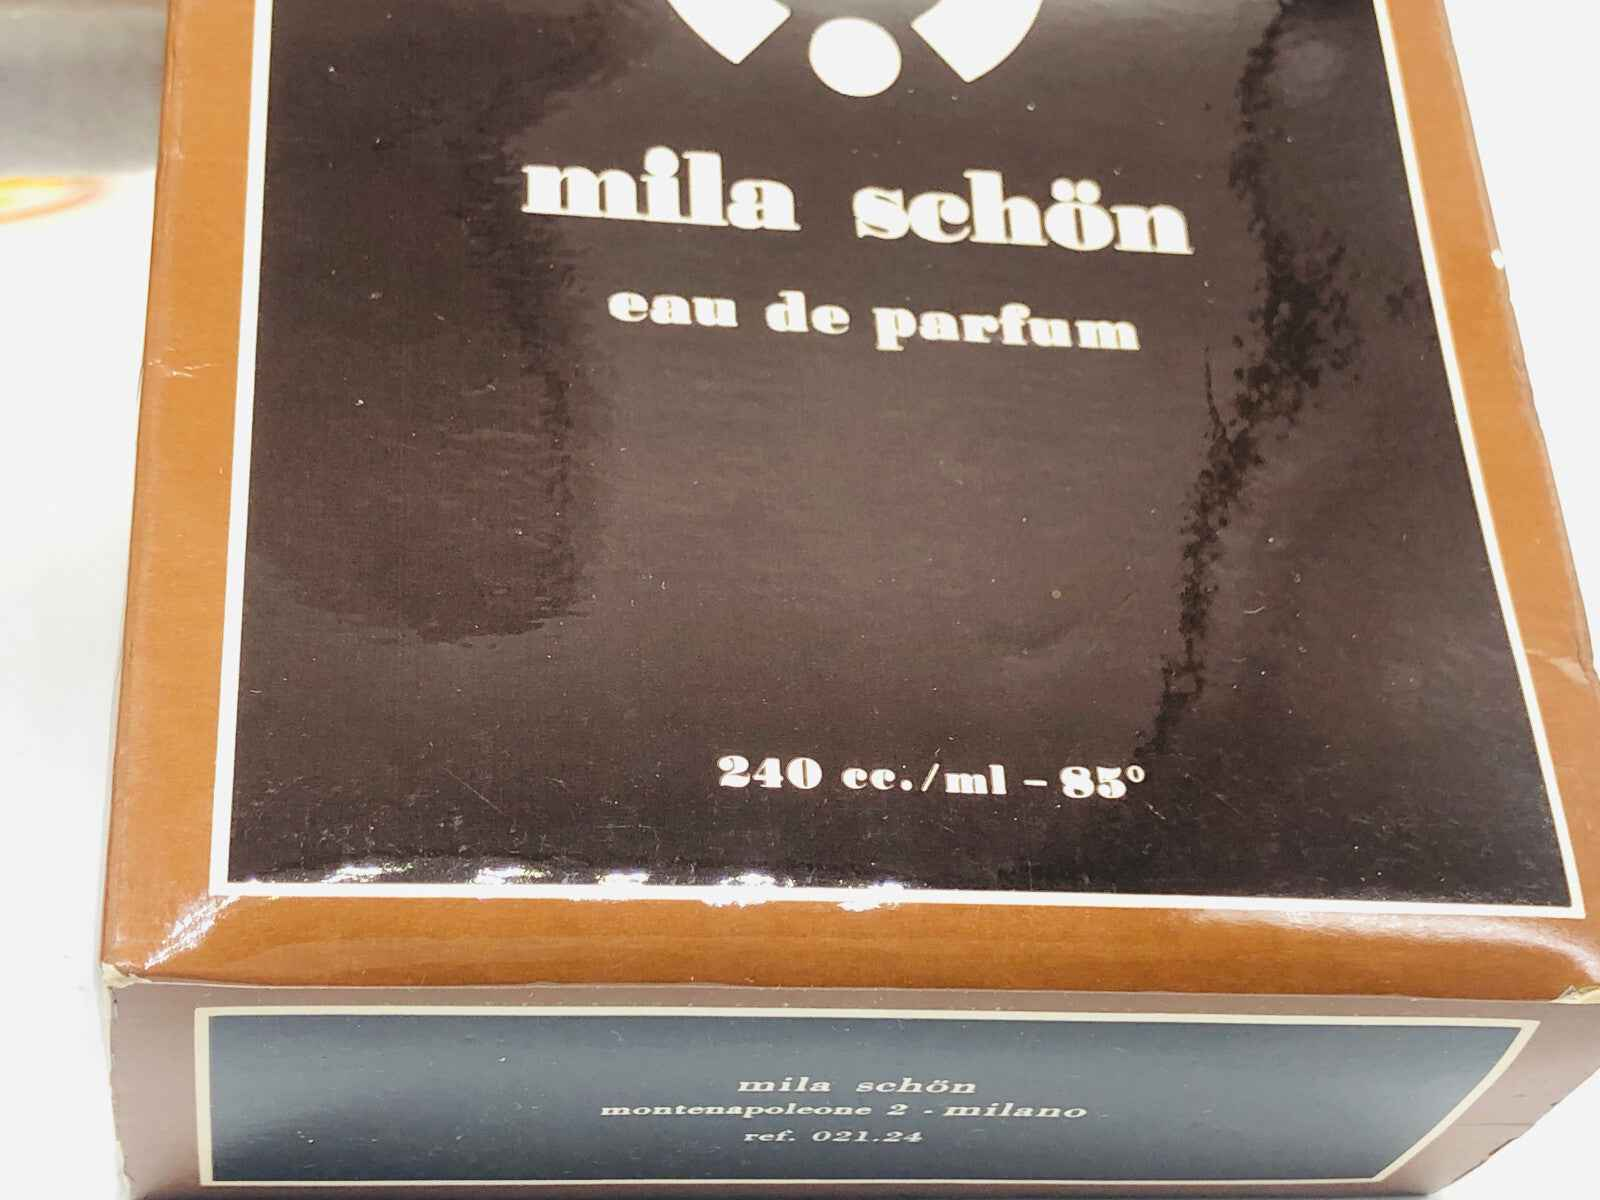 mila schön
eau de parfum
240 cc./ml - 85°
mila schön
montenapoleone 2 - milano
ref. 021.24